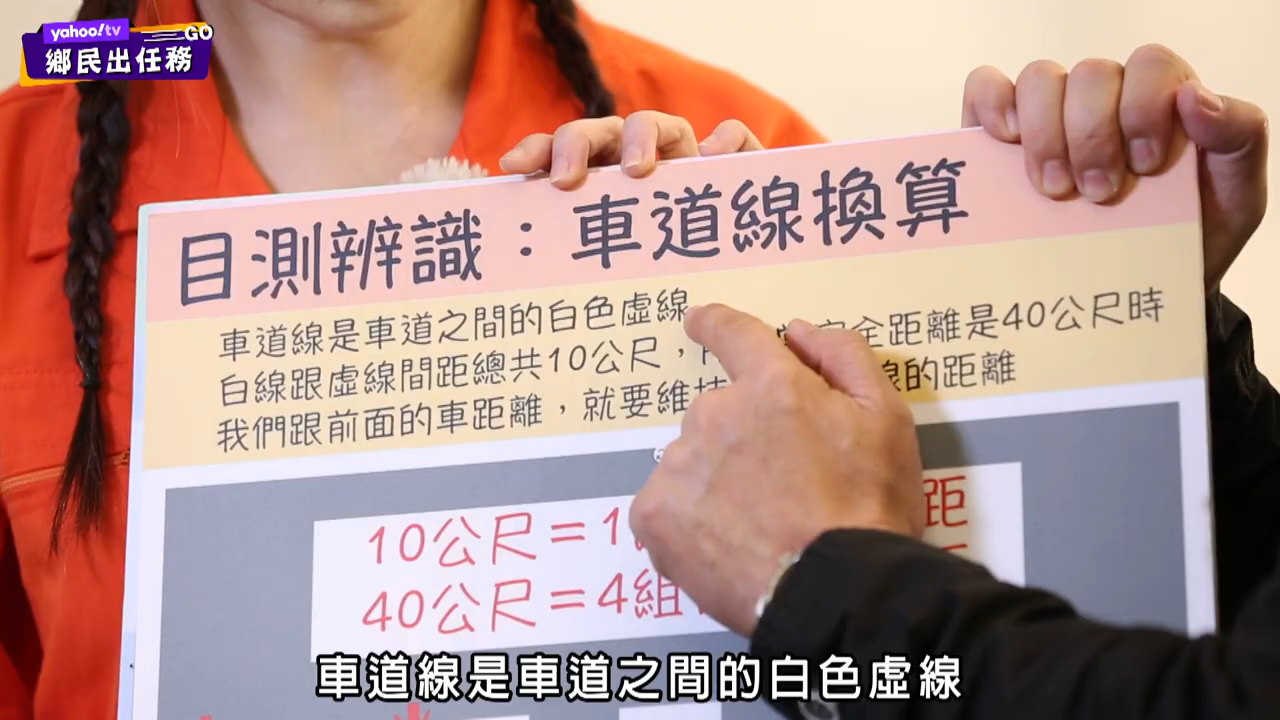 yahoo!tv
GO
鄉民出任務
目測辨識：車道線換算
車道線是車道之間的白色虛線
白線跟虛線間距總共10公尺，安全距離是40公尺時
我們跟前面的車距離，就要維持線的距離
10公尺＝1 距
40公尺＝4組
車道線是車道之間的白色虛線